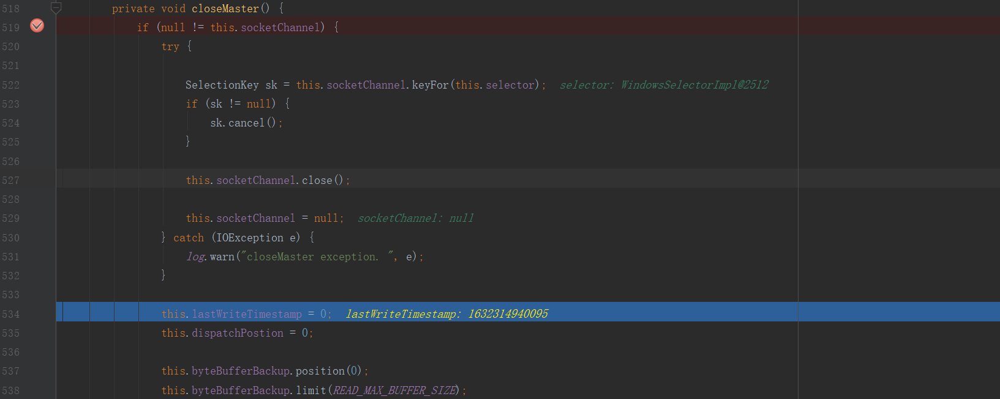 518 private void closeMaster() {
519 if (null != this.socketChannel) {
520 try {
521
522 SelectionKey sk = this.socketChannel.keyFor(this.selector); selector: WindowsSelectorImpl@2512
523 if (sk != null) {
524 sk.cancel();
525 }
526
527 this.socketChannel.close();
528
529 this.socketChannel = null; socketChannel: null
530 } catch (IOException e) {
531 log.warn("closeMaster exception. ", e);
532 }
533
534 this.lastWriteTimestamp = 0; lastWriteTimestamp: 1632314940095
535 this.dispatchPostion = 0;
536
537 this.byteBufferBackup.position(0);
538 this.byteBufferBackup.limit(READ_MAX_BUFFER_SIZE);